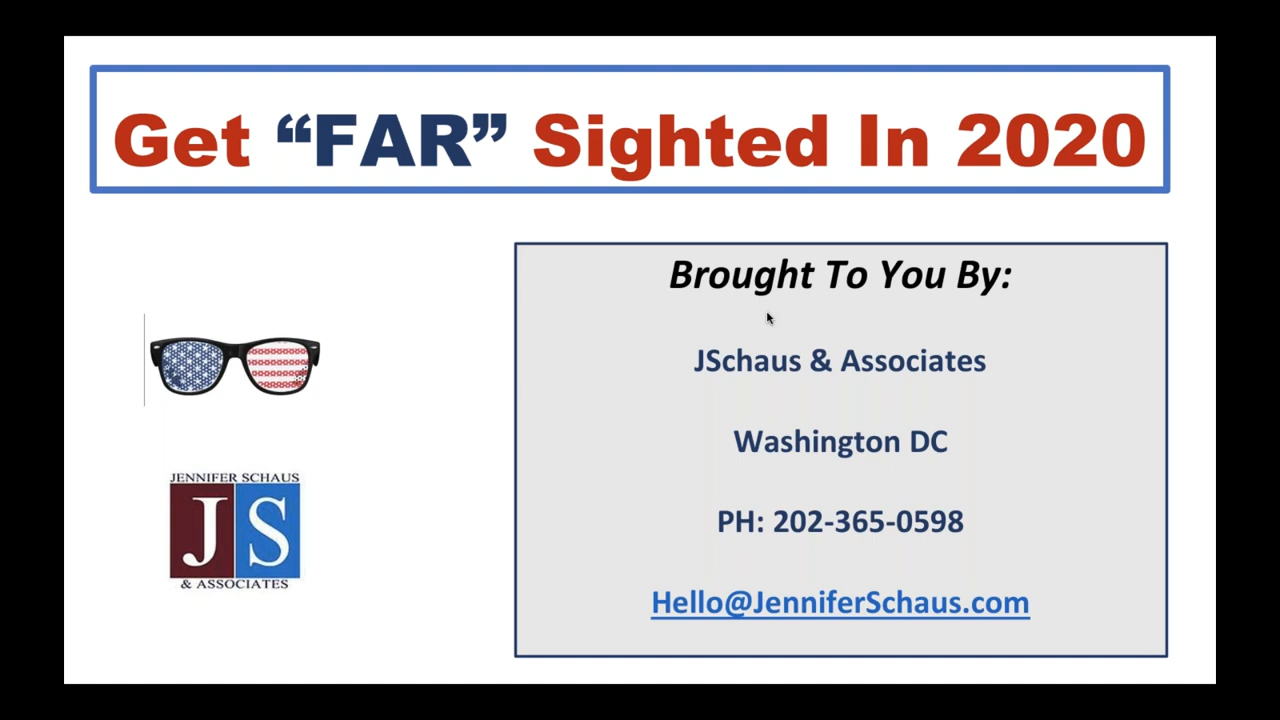 Get “FAR” Sighted In 2020
Brought To You By:
JSchaus & Associates
Washington DC
PH: 202-365-0598
Hello@JenniferSchaus.com
JENNIFER SCHAUS
JS
& ASSOCIATES